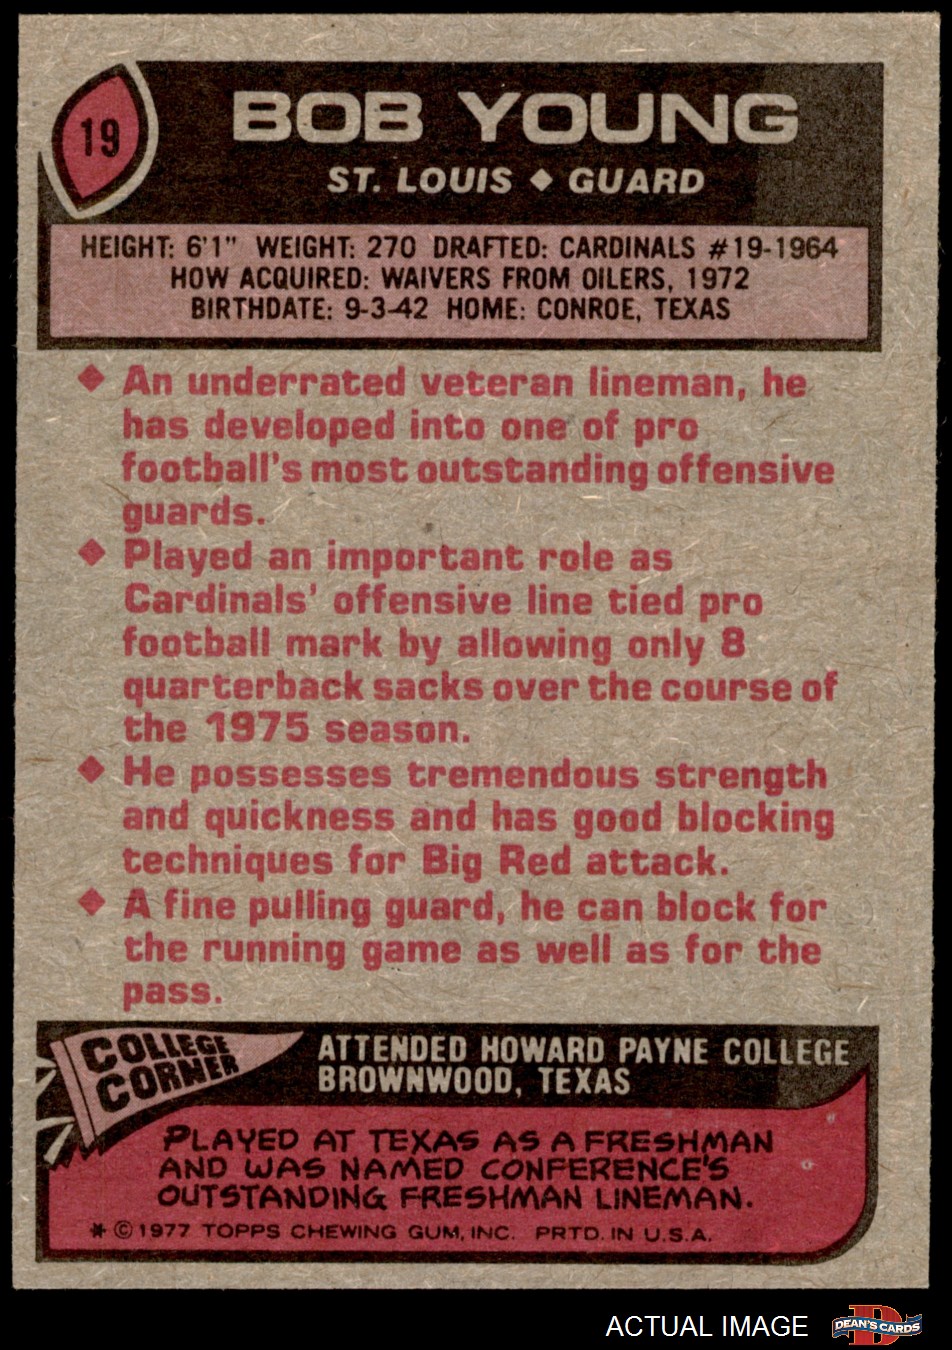 19
BOB YOUNG
ST. LOUIS ◆ GUARD
HEIGHT: 6'1" WEIGHT: 270 DRAFTED: CARDINALS #19-1964
HOW ACQUIRED: WAIVERS FROM OILERS, 1972
BIRTHDATE: 9-3-42 HOME: CONROE, TEXAS
◆ An underrated veteran lineman, he
has developed into one of pro
football's most outstanding offensive
guards.
◆ Played an important role as
Cardinals' offensive line tied pro
football mark by allowing only 8
quarterback sacks over the course of
the 1975 season.
◆ He possesses tremendous strength
and quickness and has good blocking
techniques for Big Red attack.
◆ A fine pulling guard, he can block for
the running game as well as for the
pass.
COLLEGE
CORNER
ATTENDED HOWARD PAYNE COLLEGE
BROWNWOOD, TEXAS
PLAYED AT TEXAS AS A FRESHMAN
AND WAS NAMED CONFERENCE'S
OUTSTANDING FRESHMAN LINEMAN.
* © 1977 TOPPS CHEWING GUM, INC. PRTD. IN U.S.A.
ACTUAL IMAGE
D
DEAN'S CARDS